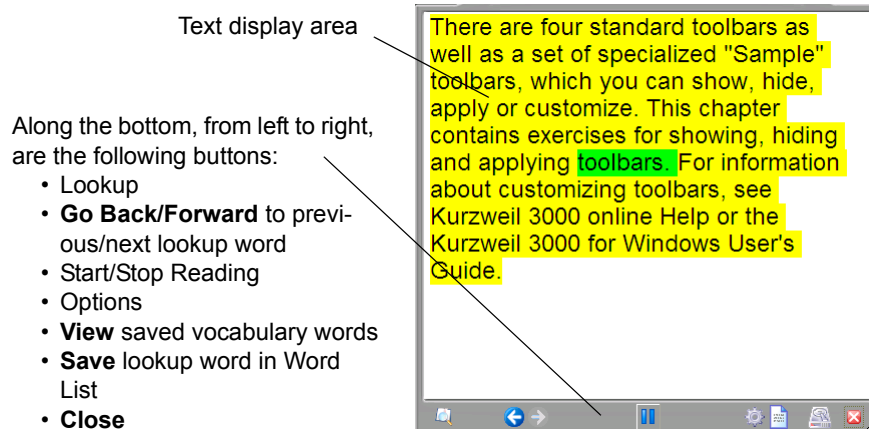 Text display area
Along the bottom, from left to right,
are the following buttons:
• Lookup
• Go Back/Forward to previ-
ous/next lookup word
• Start/Stop Reading
• Options
• View saved vocabulary words
• Save lookup word in Word
List
• Close
There are four standard toolbars as
well as a set of specialized "Sample"
toolbars, which you can show, hide,
apply or customize. This chapter
contains exercises for showing, hiding
and applying toolbars. For information
about customizing toolbars, see
Kurzweil 3000 online Help or the
Kurzweil 3000 for Windows User's
Guide.